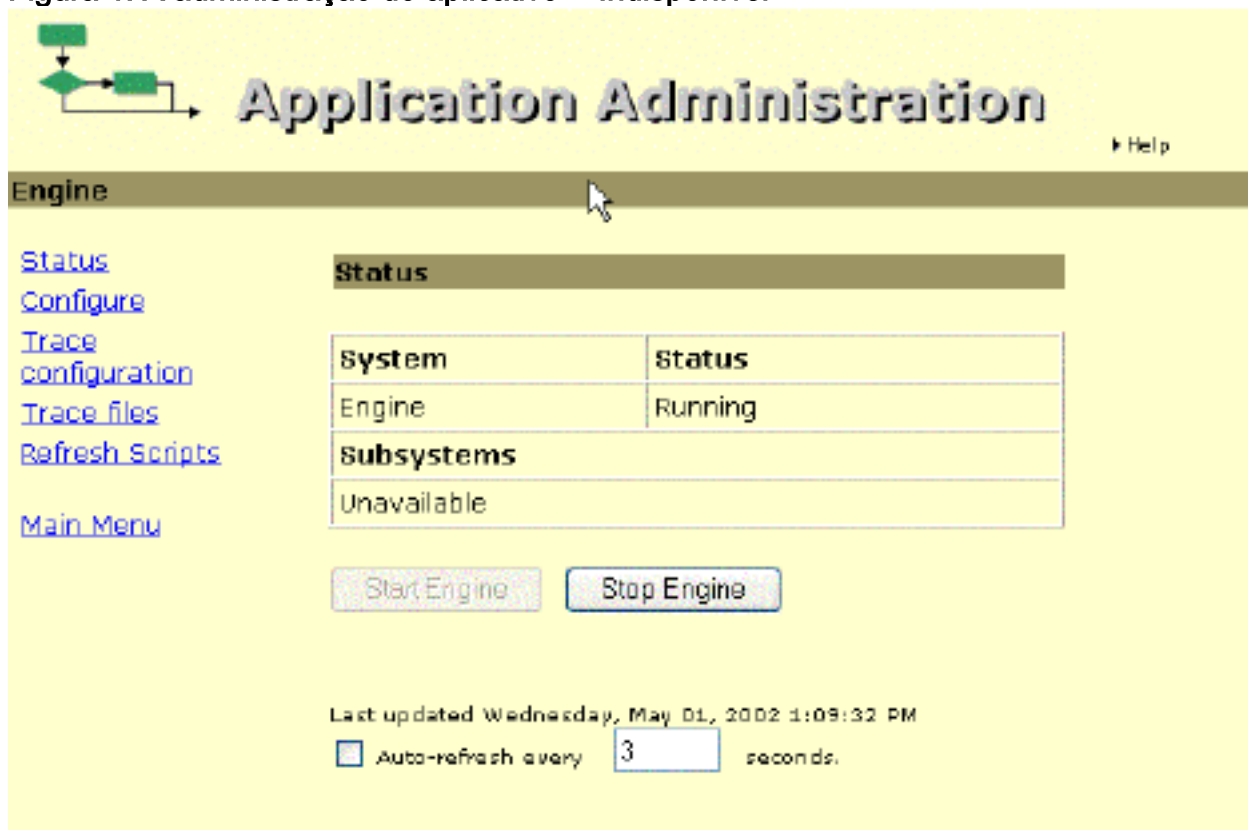 Application Administration
Help
Engine
Status
Configure
Trace
configuration
Trace files
Refresh Scripts
Main Menu
Status
System Status
Engine Running
Subsystems
Unavailable
Start Engine Stop Engine
Last updated Wednesday, May 01, 2002 1:09:32 PM
Auto-refresh every 3 seconds.